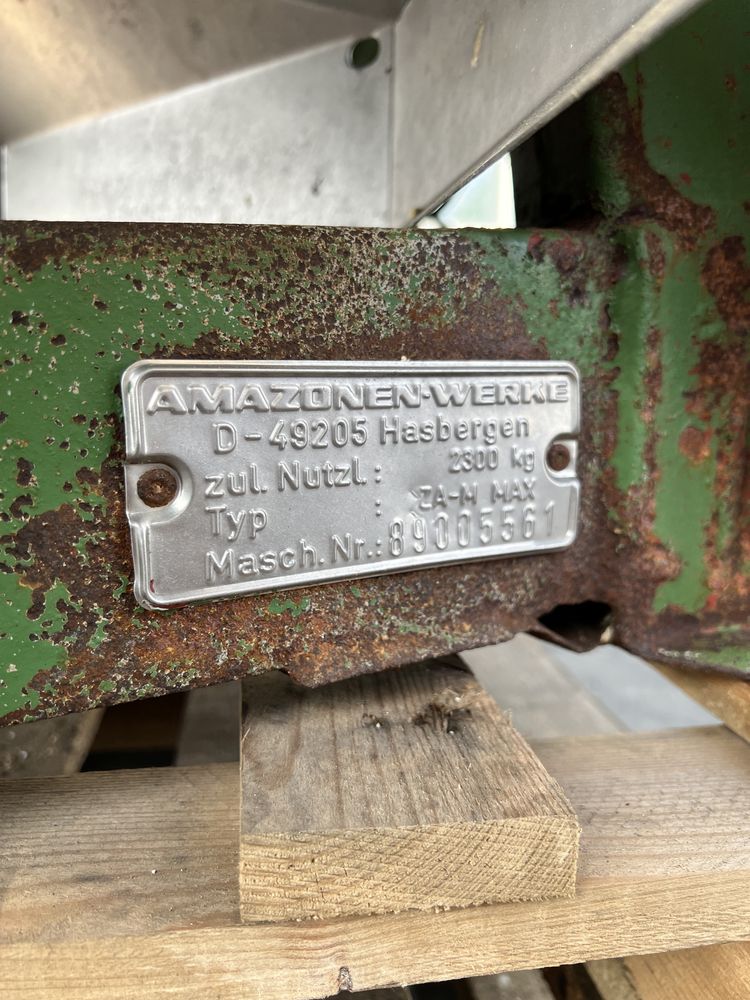 AMAZONEN-WERKE
D-49205 Hasbergen
zul. Nutzl.: 2300 kg
Typ : ZA-M MAX
Masch. Nr.: 89005561